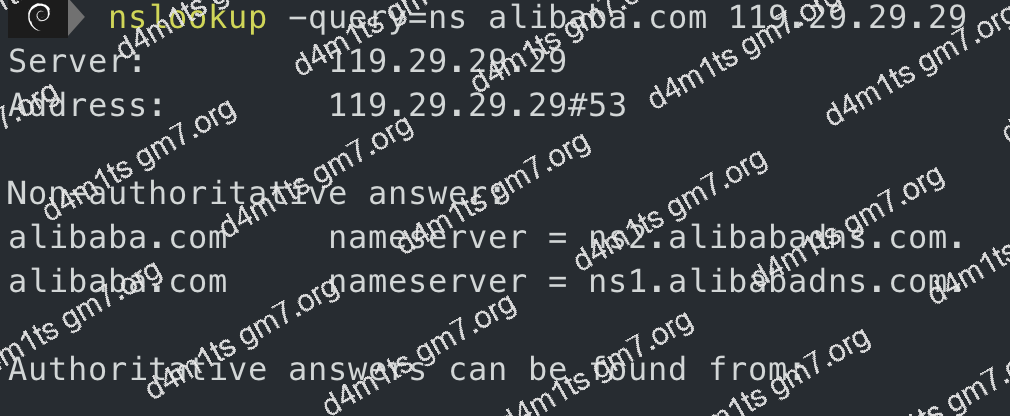 nslookup -query=ns alibaba.com 119.29.29.29
Server: 119.29.29.29
Address: 119.29.29.29#53
Non-authoritative answer:
alibaba.com nameserver = ns2.alibabadns.com.
alibaba.com nameserver = ns1.alibabadns.com.
Authoritative answers can be found from:
d4m1ts gm7.org